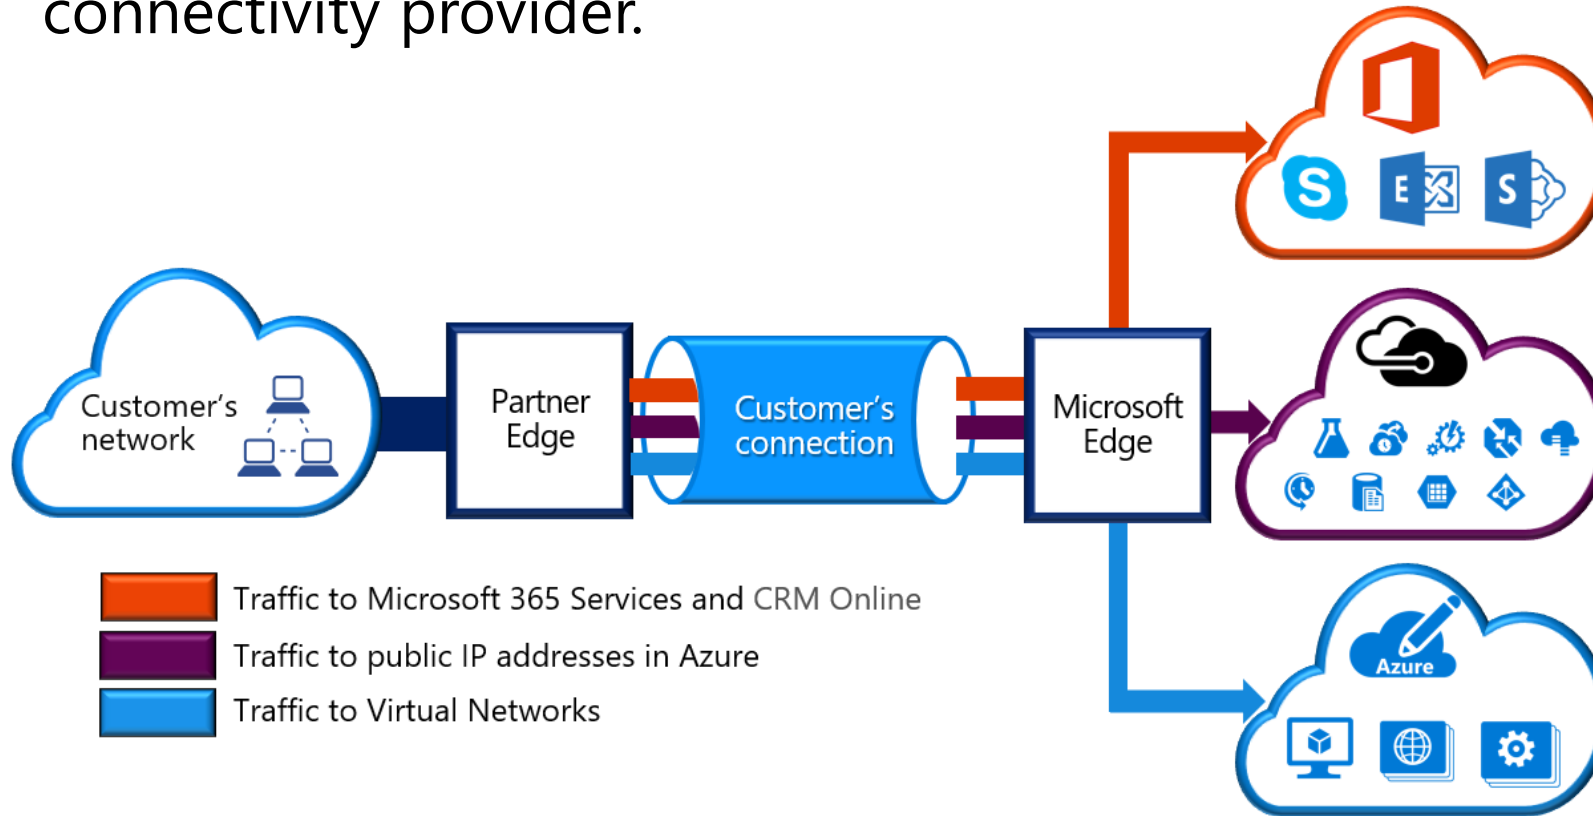 connectivity provider.
Customer's
network
Partner
Edge
Customer's
connection
Microsoft
Edge
S
E
S
Traffic to Microsoft 365 Services and CRM Online
Traffic to public IP addresses in Azure
Traffic to Virtual Networks
Azure